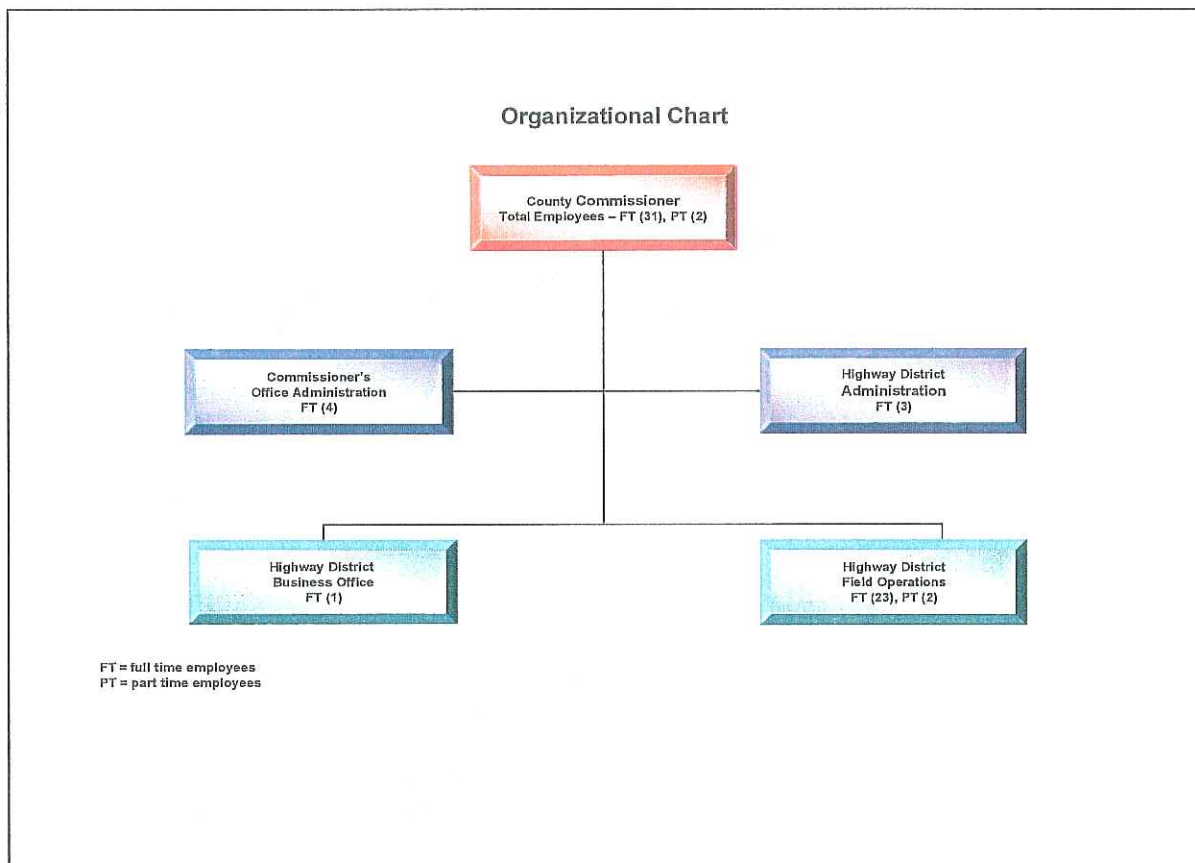 Organizational Chart
County Commissioner
Total Employees – FT (31), PT (2)
Commissioner's
Office Administration
FT (4)
Highway District
Administration
FT (3)
Highway District
Business Office
FT (1)
Highway District
Field Operations
FT (23), PT (2)
FT = full time employees
PT = part time employees